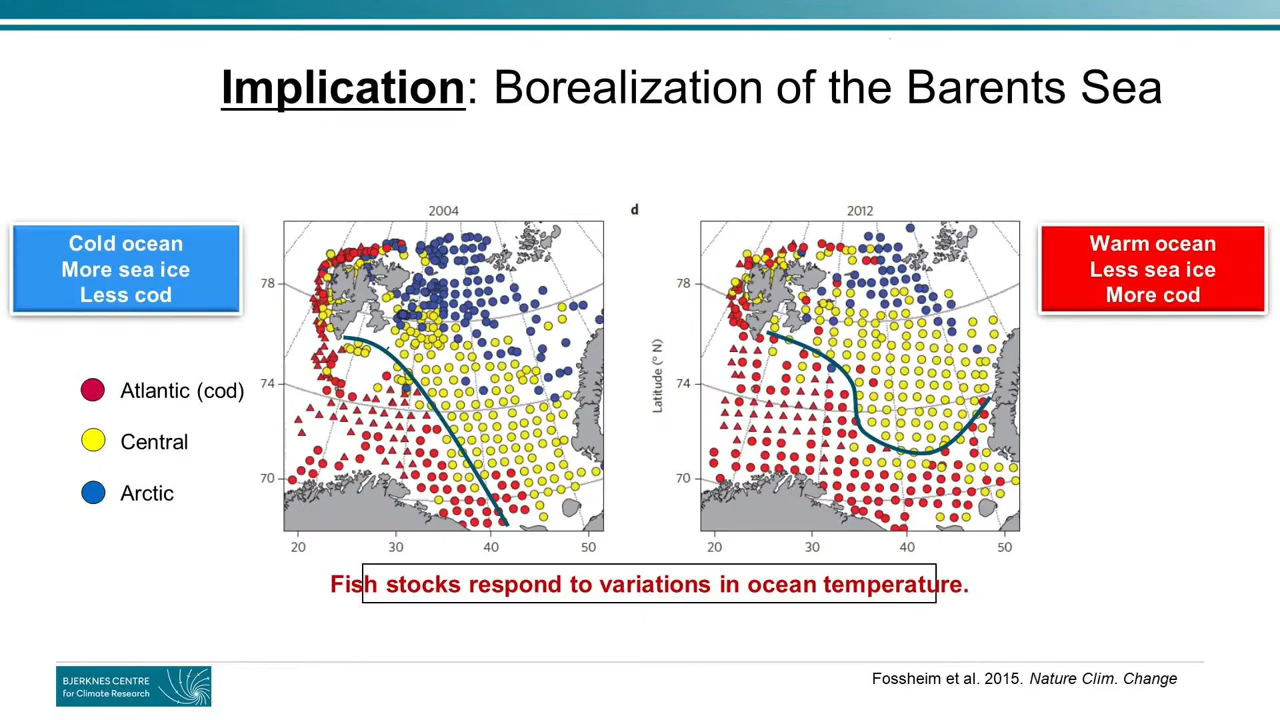 Implication: Borealization of the Barents Sea
2004
d
2012
Cold ocean
More sea ice
Less cod
Warm ocean
Less sea ice
More cod
78
74
70
20
30
40
50
Latitude (° N)
78
74
70
20
30
40
50
Atlantic (cod)
Central
Arctic
Fish stocks respond to variations in ocean temperature.
BJERKNES CENTRE
for Climate Research
Fossheim et al. 2015. Nature Clim. Change